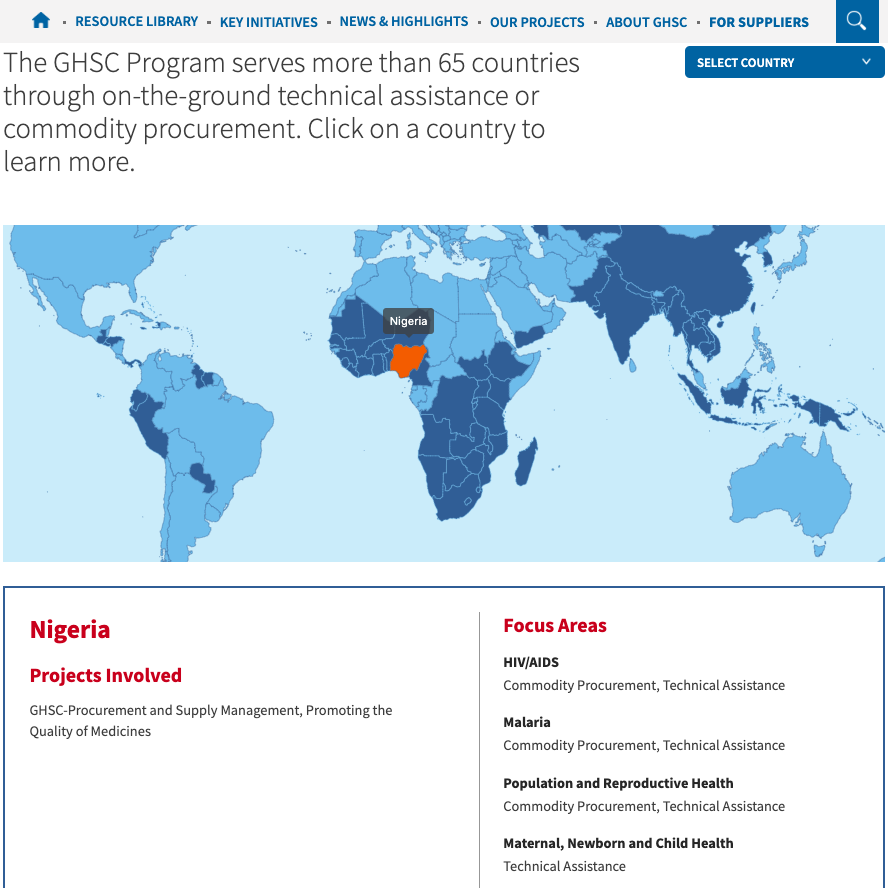 RESOURCE LIBRARY KEY INITIATIVES NEWS & HIGHLIGHTS OUR PROJECTS ABOUT GHSC FOR SUPPLIERS
The GHSC Program serves more than 65 countries
through on-the-ground technical assistance or
commodity procurement. Click on a country to
learn more.
SELECT COUNTRY
Nigeria
Nigeria
Projects Involved
GHSC-Procurement and Supply Management, Promoting the
Quality of Medicines
Focus Areas
HIV/AIDS
Commodity Procurement, Technical Assistance
Malaria
Commodity Procurement, Technical Assistance
Population and Reproductive Health
Commodity Procurement, Technical Assistance
Maternal, Newborn and Child Health
Technical Assistance